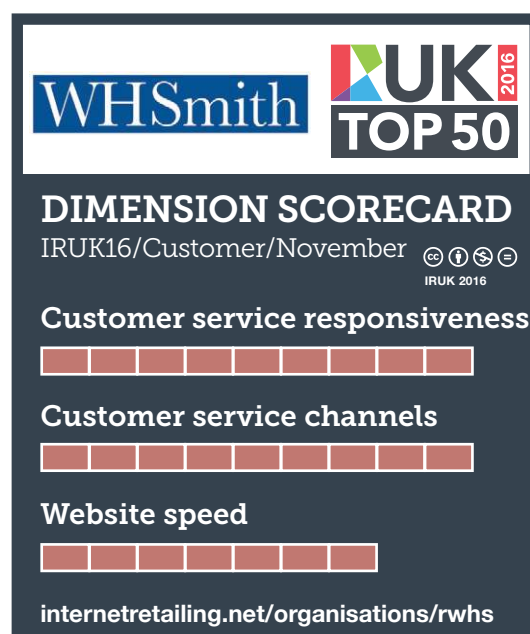 WHSmith
UK
2016
TOP 50
DIMENSION SCORECARD
IRUK16/Customer/November
cc
IRUK 2016
Customer service responsiveness
Customer service channels
Website speed
internetretailing.net/organisations/rwhs